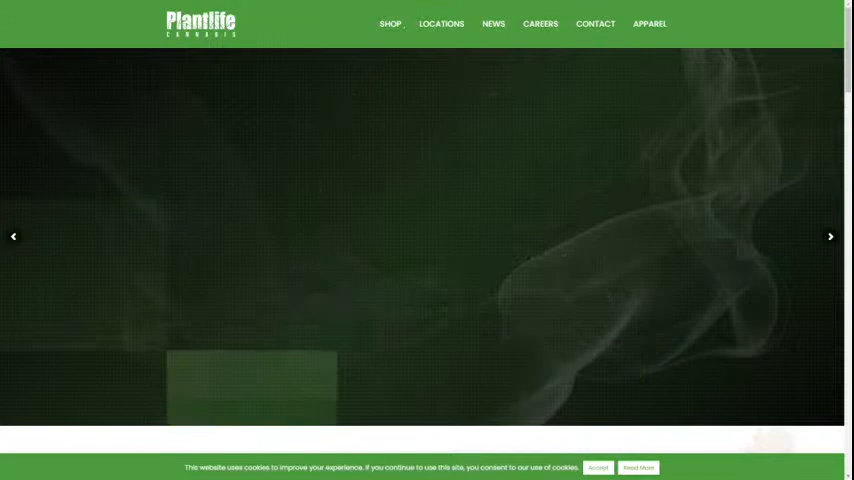 Plantlife
CANNABIS
SHOP
LOCATIONS
NEWS
CAREERS
CONTACT
APPAREL
This website uses cookies to improve your experience. If you continue to use this site, you consent to our use of cookies.
Accept
Read More